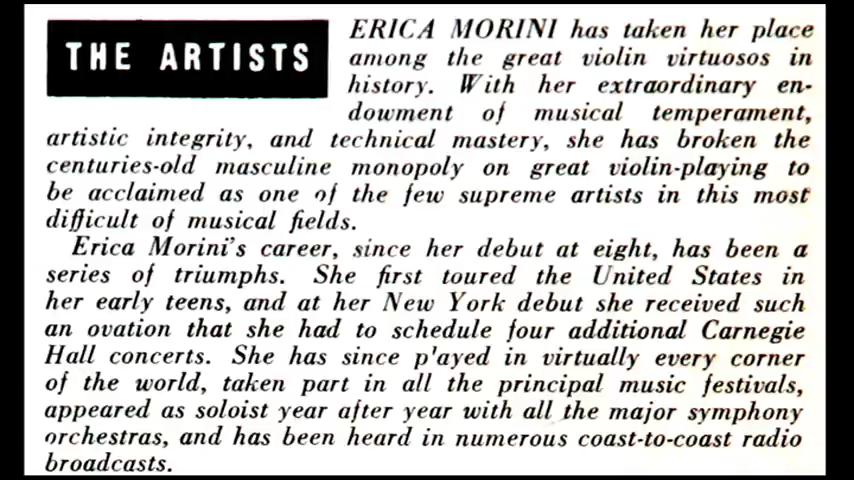 THE ARTISTS
ERICA MORINI has taken her place
among the great violin virtuosos in
history. With her extraordinary en-
dowment of musical temperament,
artistic integrity, and technical mastery, she has broken the
centuries-old masculine monopoly on great violin-playing to
be acclaimed as one of the few supreme artists in this most
difficult of musical fields.
Erica Morini's career, since her debut at eight, has been a
series of triumphs. She first toured the United States in
her early teens, and at her New York debut she received such
an ovation that she had to schedule four additional Carnegie
Hall concerts. She has since p'ayed in virtually every corner
of the world, taken part in all the principal music festivals,
appeared as soloist year after year with all the major symphony
orchestras, and has been heard in numerous coast-to-coast radio
broadcasts.